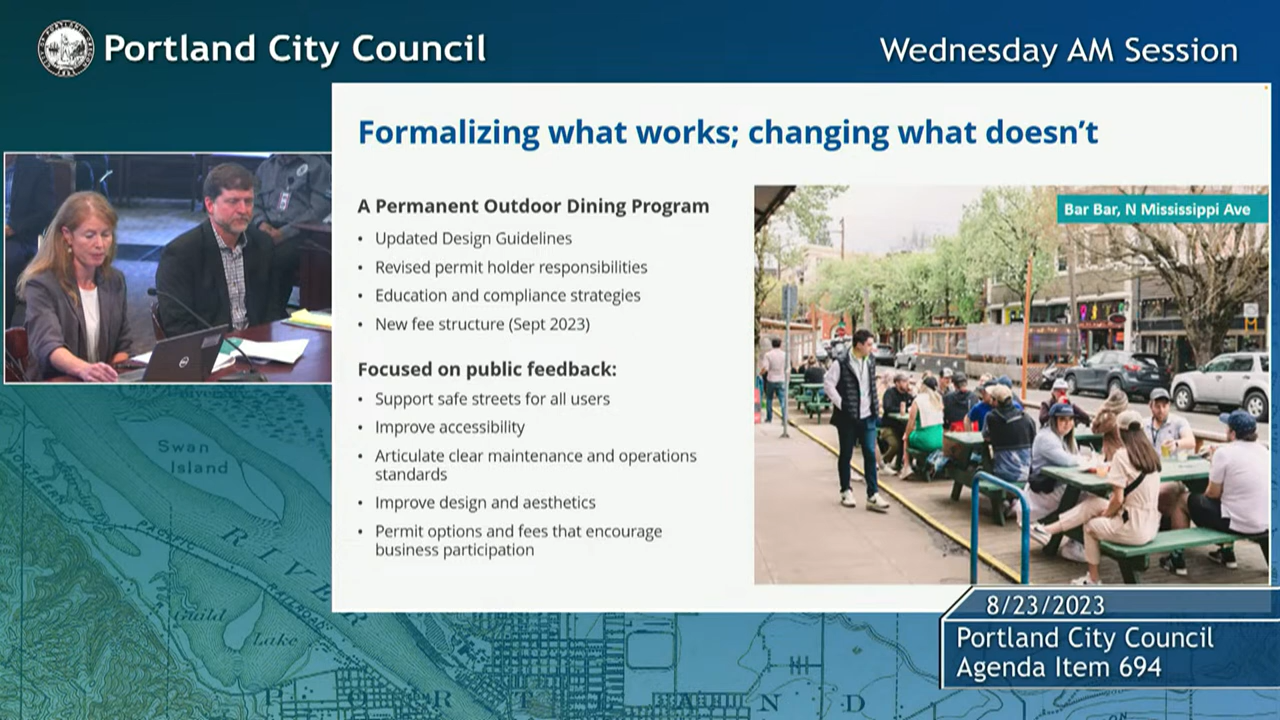 Portland City Council
Wednesday AM Session
Formalizing what works; changing what doesn't
A Permanent Outdoor Dining Program
• Updated Design Guidelines
• Revised permit holder responsibilities
• Education and compliance strategies
• New fee structure (Sept 2023)
Focused on public feedback:
• Support safe streets for all users
• Improve accessibility
• Articulate clear maintenance and operations
standards
• Improve design and aesthetics
• Permit options and fees that encourage
business participation
Bar Bar, N Mississippi Ave
DELL
Swan
Island
NORTHERN
PACIFIC
RIVER
Guild
Lake
PORTLAND
8/23/2023
Portland City Council
Agenda Item 694